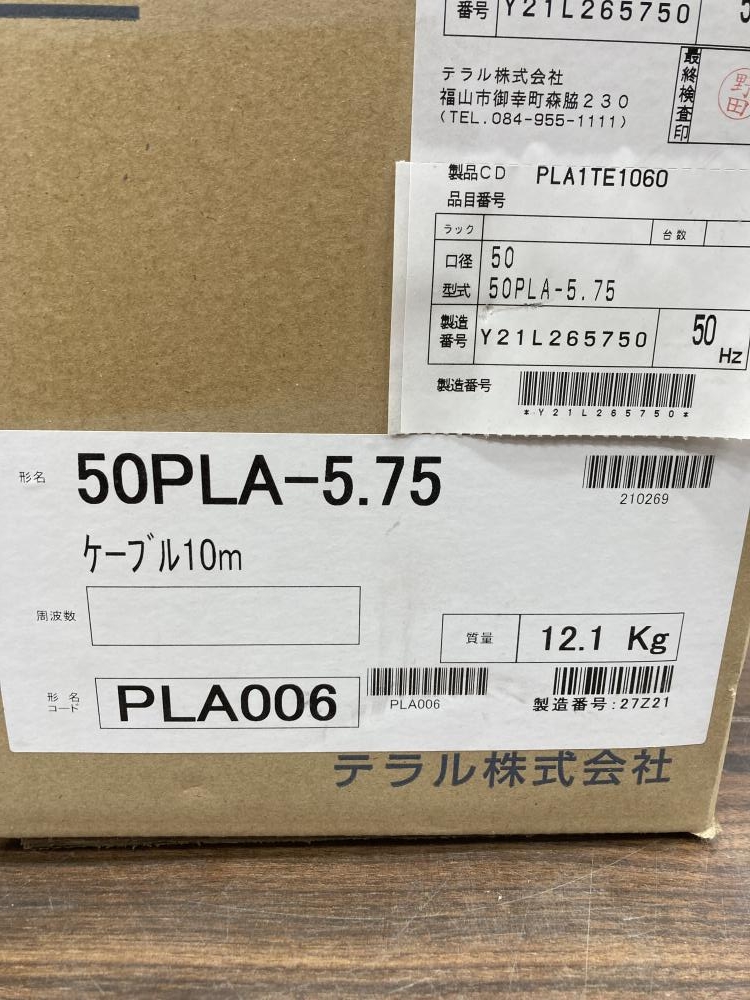 番号 Y21L265750 5
テラル株式会社
福山市御幸町森脇230
(TEL.084-955-1111)
最終検査印
野田
製品CD PLA1TE1060
品目番号
ラック 台数
口径 50
型式 50PLA-5.75
製造番号 Y21L265750 50Hz
製造番号
*Y21L265750*
形名 50PLA-5.75
210269
ケーブル10m
周波数
質量 12.1 Kg
形名コード PLA006
PLA006
製造番号:27Z21
テラル株式会社